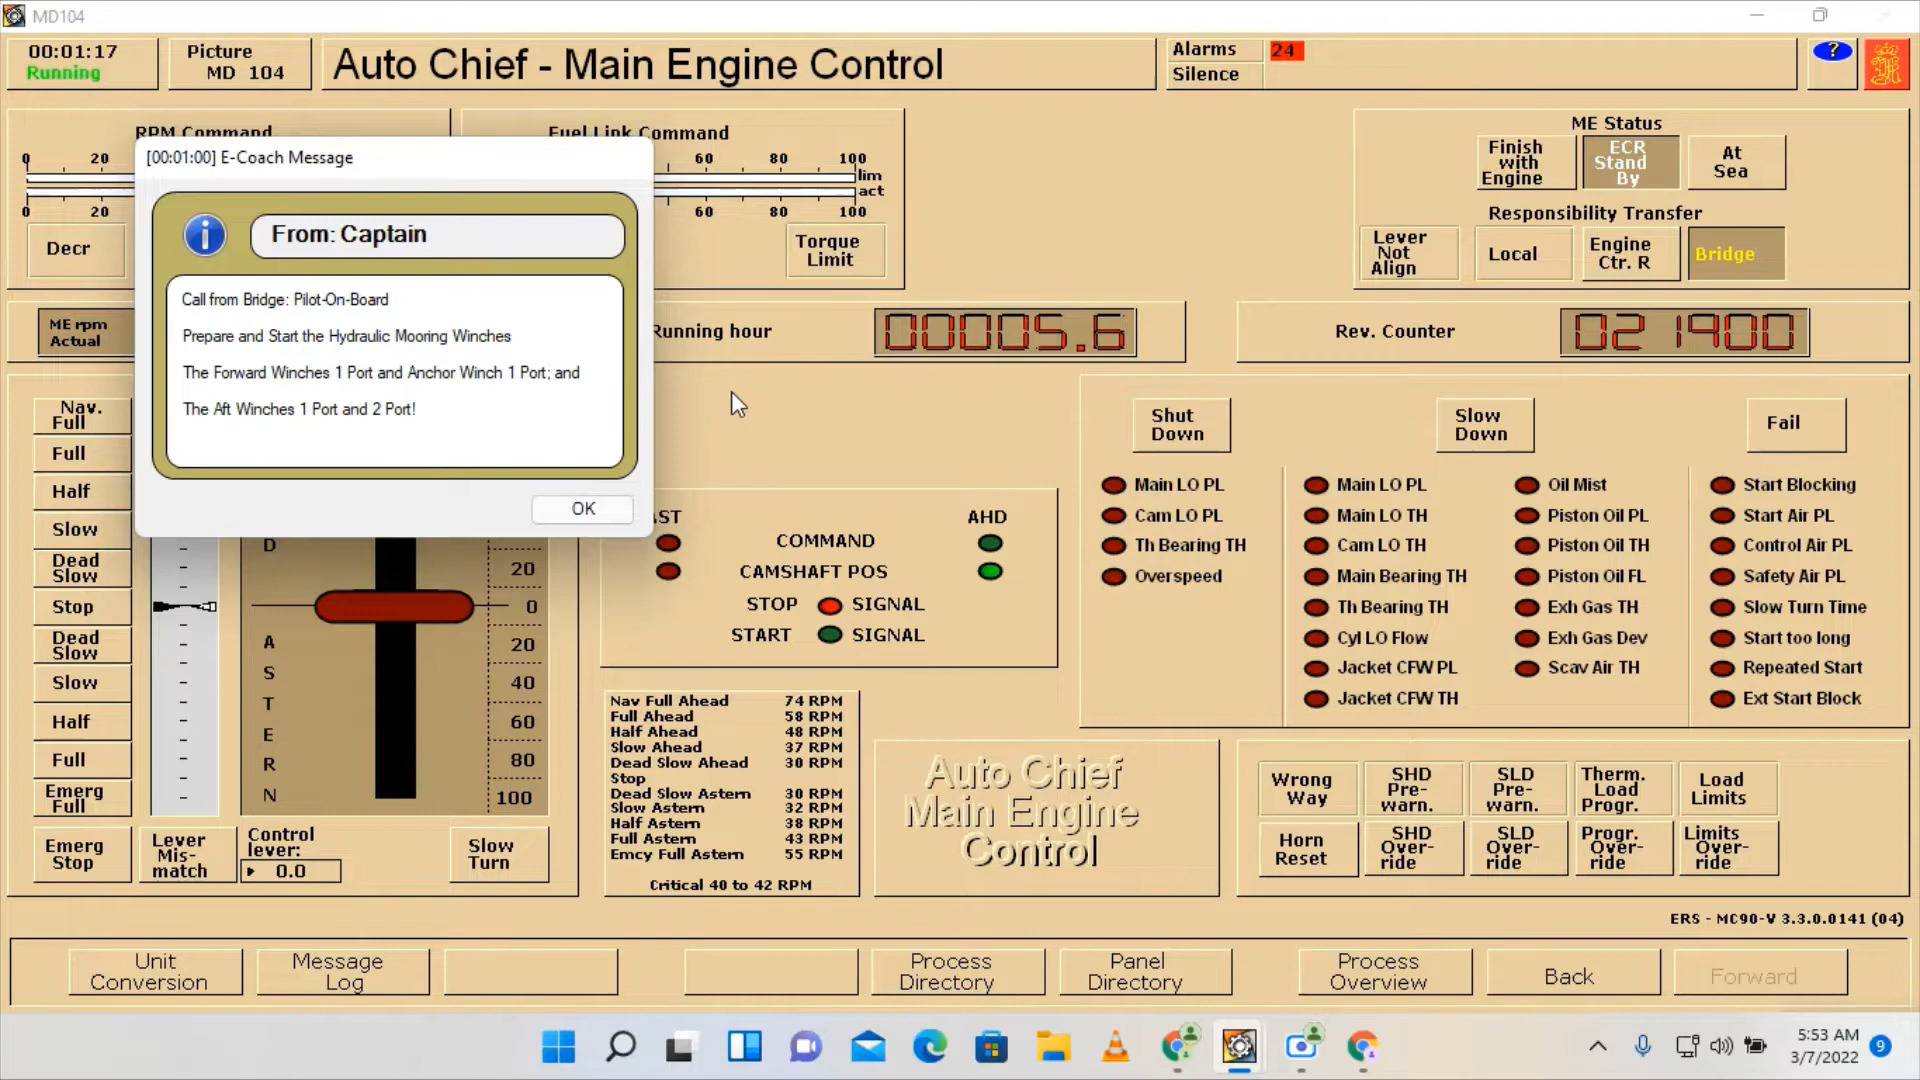 MD104
00:01:17
Running
Picture
MD 104
Auto Chief - Main Engine Control
Alarms
24
Silence
?
RPM Command
Fuel Link Command
0 20
60 80 100
lim
act
0 20
60 80 100
Decr
Torque
Limit
ME Status
Finish
with
Engine
ECR
Stand
By
At
Sea
Responsibility Transfer
Lever
Not
Align
Local
Engine
Ctr. R
Bridge
[00:01:00] E-Coach Message
From: Captain
Call from Bridge: Pilot-On-Board
Prepare and Start the Hydraulic Mooring Winches
The Forward Winches 1 Port and Anchor Winch 1 Port; and
The Aft Winches 1 Port and 2 Port!
OK
ME rpm
Actual
Running hour
00005.6
Rev. Counter
021900
Nav.
Full
Full
Half
Slow
Dead
Slow
Stop
Dead
Slow
Slow
Half
Full
Emerg
Full
Emerg
Stop
Lever
Mis-
match
Control
lever:
0.0
Slow
Turn
D
A
S
T
E
R
N
20
0
20
40
60
80
100
AST
AHD
COMMAND
CAMSHAFT POS
STOP SIGNAL
START SIGNAL
Nav Full Ahead 74 RPM
Full Ahead 58 RPM
Half Ahead 48 RPM
Slow Ahead 37 RPM
Dead Slow Ahead 30 RPM
Stop
Dead Slow Astern 30 RPM
Slow Astern 32 RPM
Half Astern 38 RPM
Full Astern 43 RPM
Emcy Full Astern 55 RPM
Critical 40 to 42 RPM
Auto Chief
Main Engine
Control
Shut
Down
Main LO PL
Cam LO PL
Th Bearing TH
Overspeed
Slow
Down
Main LO PL
Main LO TH
Cam LO TH
Main Bearing TH
Th Bearing TH
Cyl LO Flow
Jacket CFW PL
Jacket CFW TH
Oil Mist
Piston Oil PL
Piston Oil TH
Piston Oil FL
Exh Gas TH
Exh Gas Dev
Scav Air TH
Fail
Start Blocking
Start Air PL
Control Air PL
Safety Air PL
Slow Turn Time
Start too long
Repeated Start
Ext Start Block
Wrong
Way
SHD
Pre-
warn.
SLD
Pre-
warn.
Therm.
Load
Progr.
Load
Limits
Horn
Reset
SHD
Over-
ride
SLD
Over-
ride
Progr.
Over-
ride
Limits
Over-
ride
ERS - MC90-V 3.3.0.0141 (04)
Unit
Conversion
Message
Log
Process
Directory
Panel
Directory
Process
Overview
Back
Forward
5:53 AM
3/7/2022
9